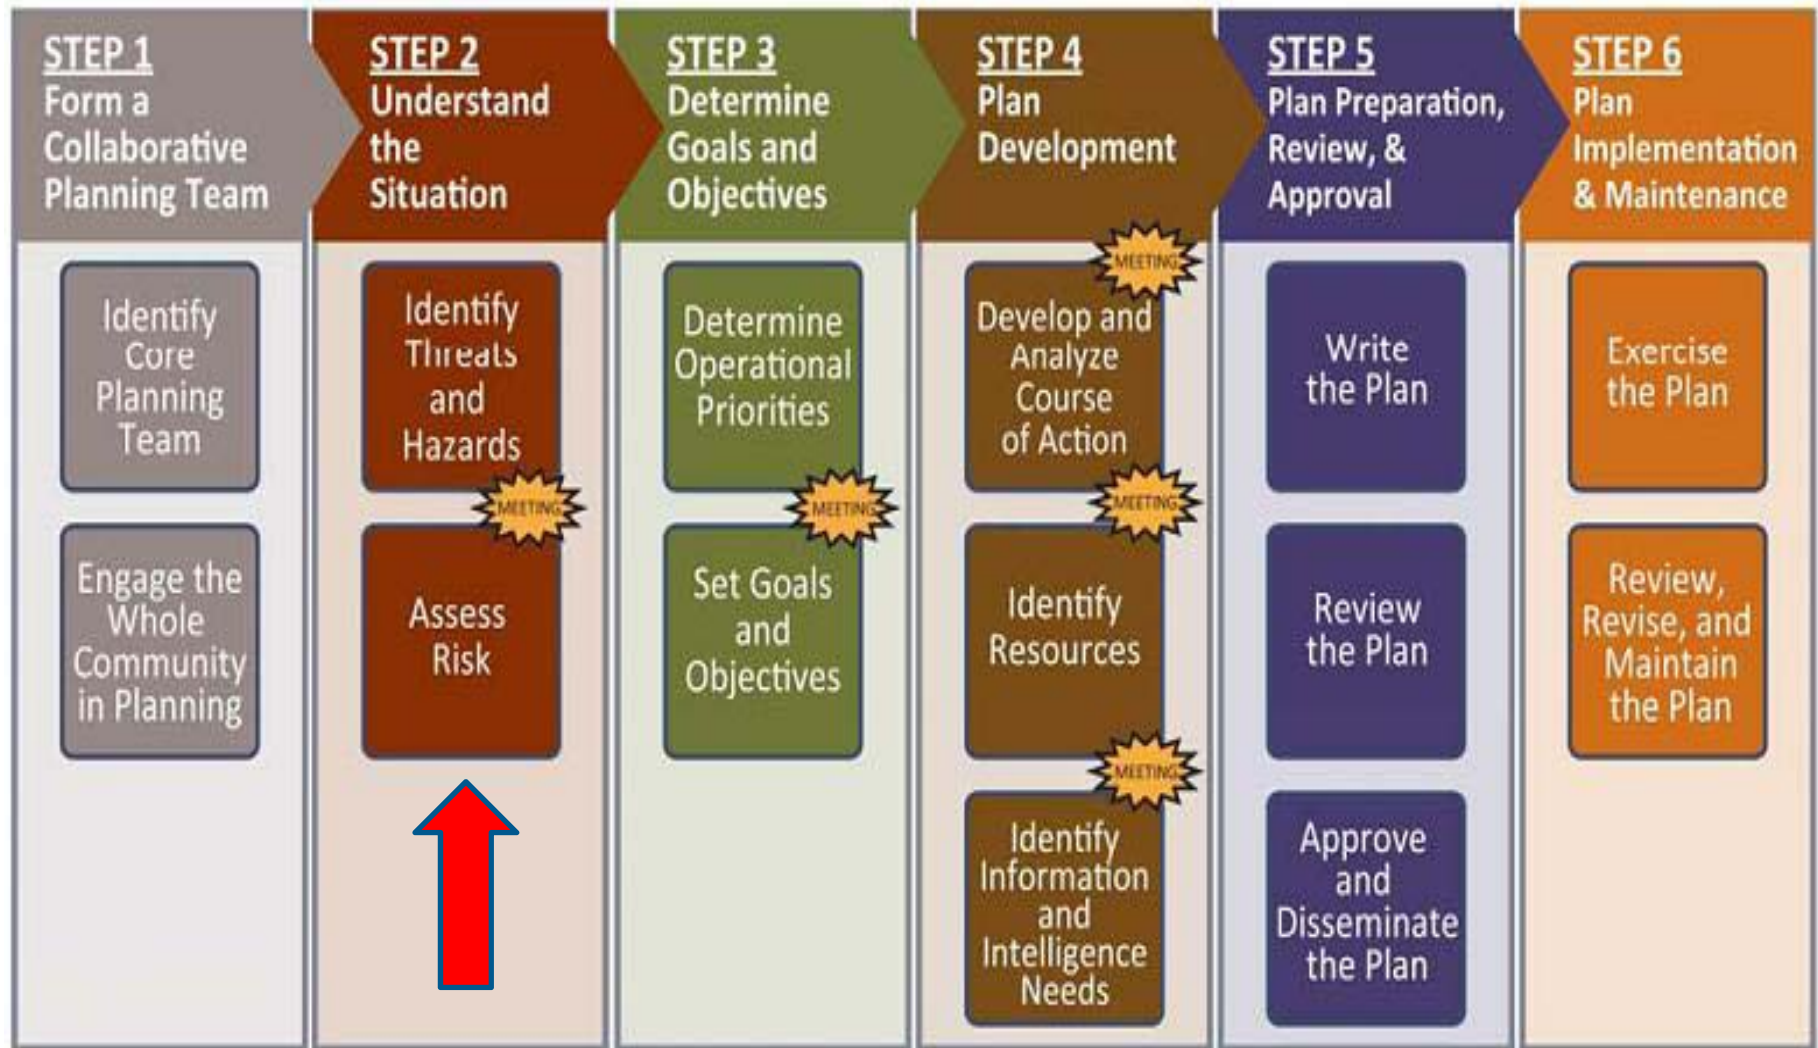 STEP 1
Form a
Collaborative
Planning Team
Identify
Core
Planning
Team
Engage the
Whole
Community
in Planning
STEP 2
Understand
the
Situation
Identify
Threats
and
Hazards
MEETING
Assess
Risk
STEP 3
Determine
Goals and
Objectives
Determine
Operational
Priorities
MEETING
Set Goals
and
Objectives
STEP 4
Plan
Development
MEETING
Develop and
Analyze
Course
of Action
MEETING
Identify
Resources
MEETING
Identify
Information
and
Intelligence
Needs
STEP 5
Plan Preparation,
Review, &
Approval
Write
the Plan
Review
the Plan
Approve
and
Disseminate
the Plan
STEP 6
Plan
Implementation
& Maintenance
Exercise
the Plan
Review,
Revise, and
Maintain
the Plan